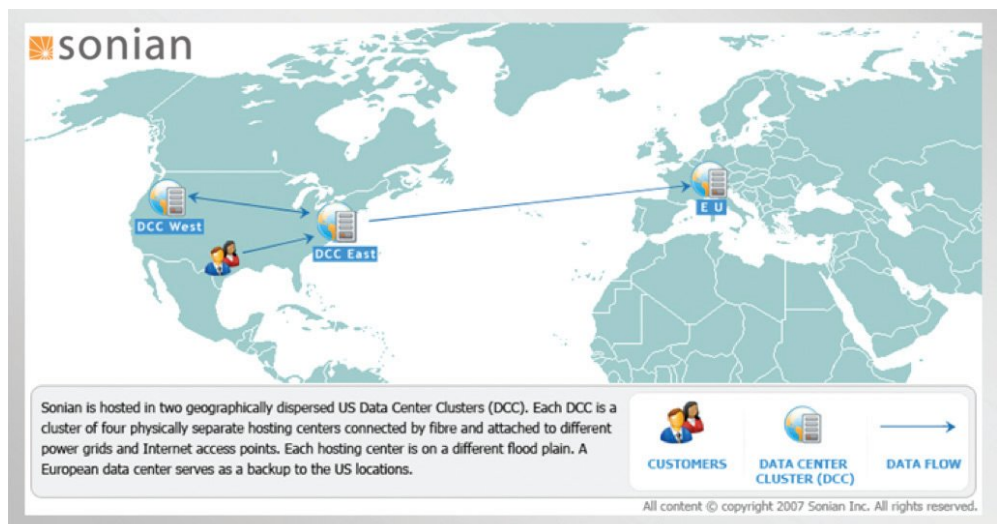 sonian
DCC West
DCC East
E U
Sonian is hosted in two geographically dispersed US Data Center Clusters (DCC). Each DCC is a
cluster of four physically separate hosting centers connected by fibre and attached to different
power grids and Internet access points. Each hosting center is on a different flood plain. A
European data center serves as a backup to the US locations.
CUSTOMERS
DATA CENTER
CLUSTER (DCC)
DATA FLOW
All content © copyright 2007 Sonian Inc. All rights reserved.